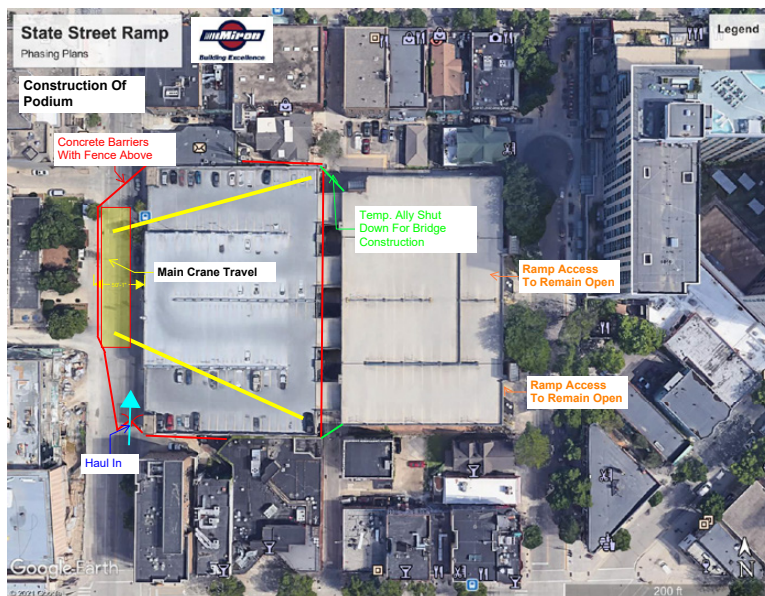 State Street Ramp
Phasing Plans
Miron
Building Excellence
Legend
Construction Of
Podium
Concrete Barriers
With Fence Above
Temp. Ally Shut
Down For Bridge
Construction
Main Crane Travel
Ramp Access
To Remain Open
Ramp Access
To Remain Open
Haul In
Google Earth
© 2021 Google
N
200 ft